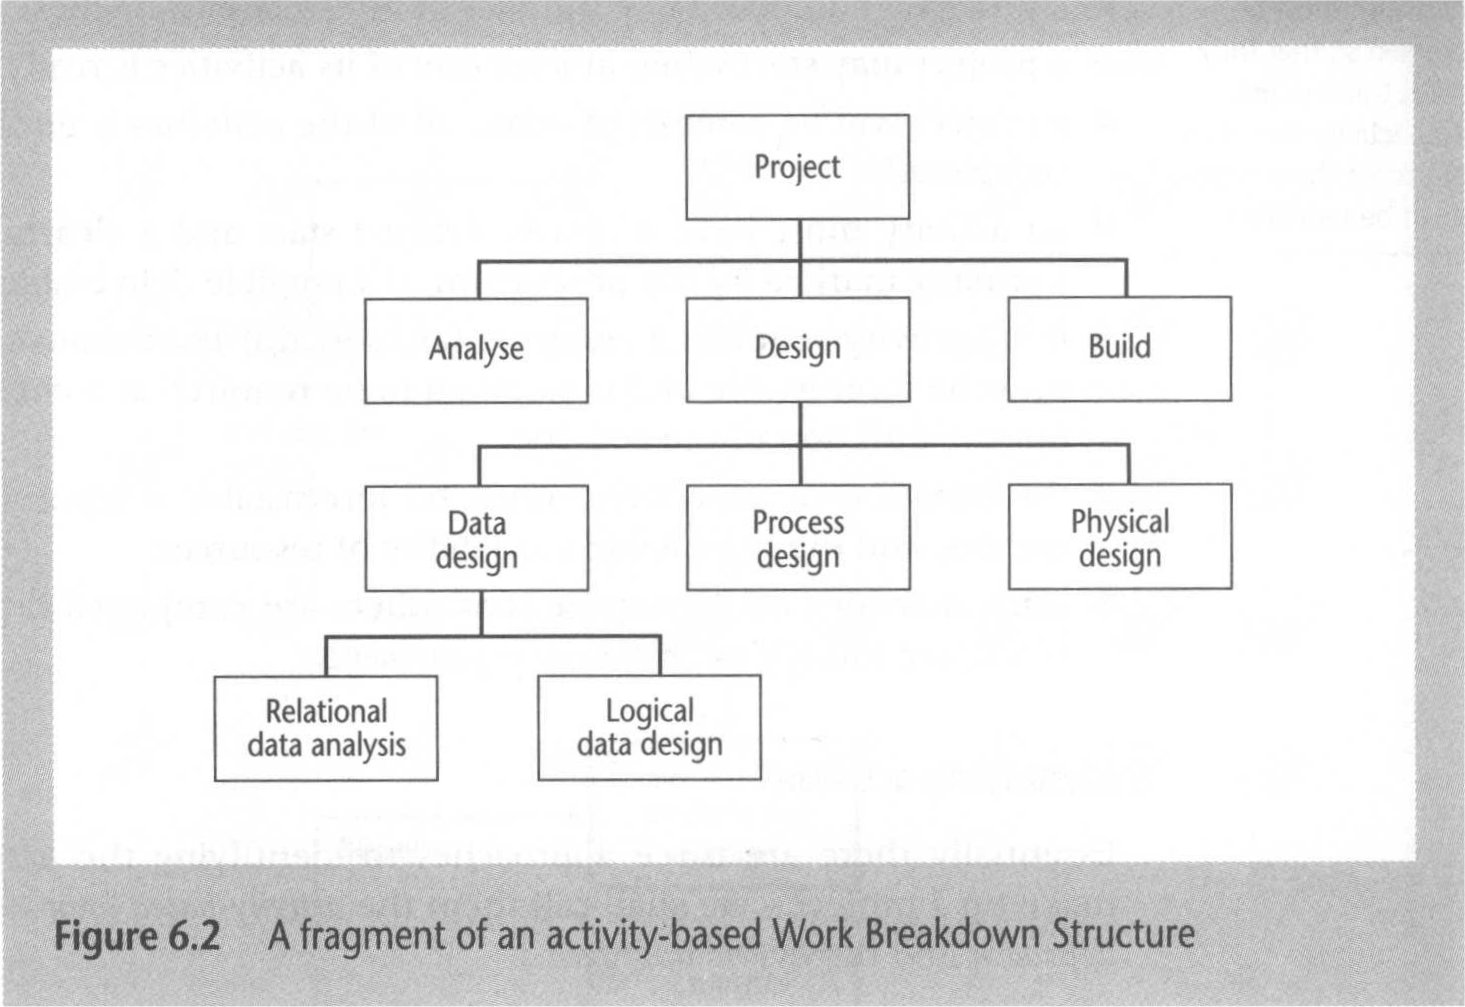 Project
Analyse
Design
Build
Data
design
Process
design
Physical
design
Relational
data analysis
Logical
data design
Figure 6.2 A fragment of an activity-based Work Breakdown Structure